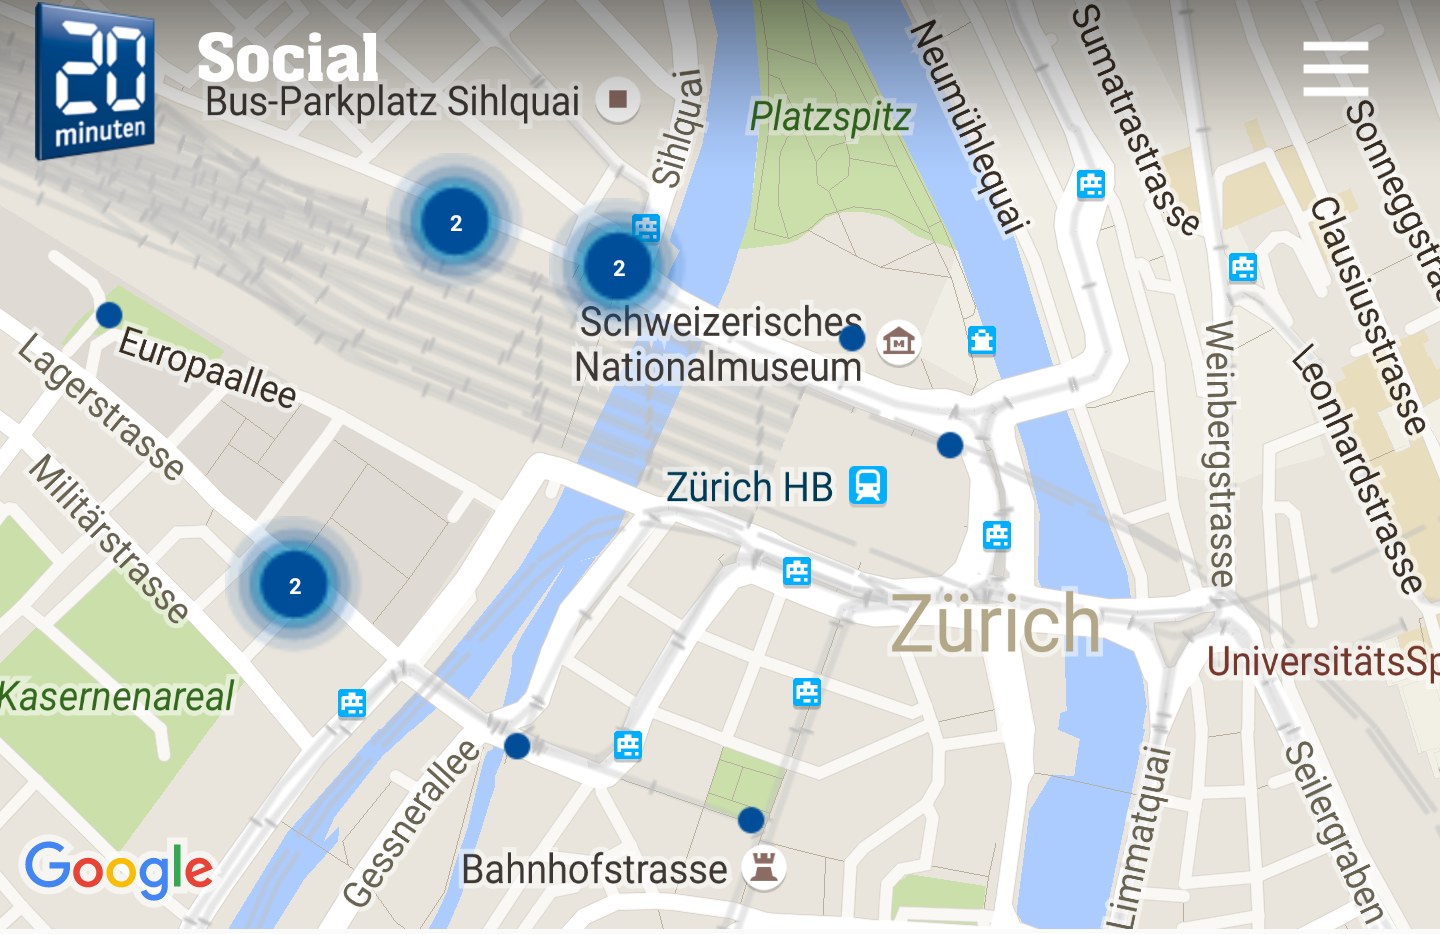 20
minuten
Social
Bus-Parkplatz Sihlquai
Sihlquai
Platzspitz
Neumühlequai
Sumatrastrasse
Sonneggstra
Clausiusstrasse
Leonhardstrasse
Weinbergstrasse
2
2
Schweizerisches
Nationalmuseum
M
Europaallee
Lagerstrasse
Militärstrasse
Zürich HB
2
Zürich
UniversitätsSp
Kasernenareal
Gessnerallee
Bahnhofstrasse
Limmatquai
Seilergraben
Google